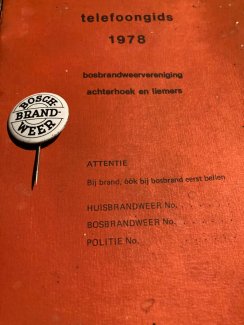 telefoongids
1978
bosbrandweervereniging
achterhoek en liemers
BOSCH
BRAND-
WEER
ATTENTIE
Bij brand, óók bij bosbrand eerst bellen
HUISBRANDWEER No. . . . . . . .
BOSBRANDWEER No. . . . . . . .
POLITIE No. . . . . . . . . . . .